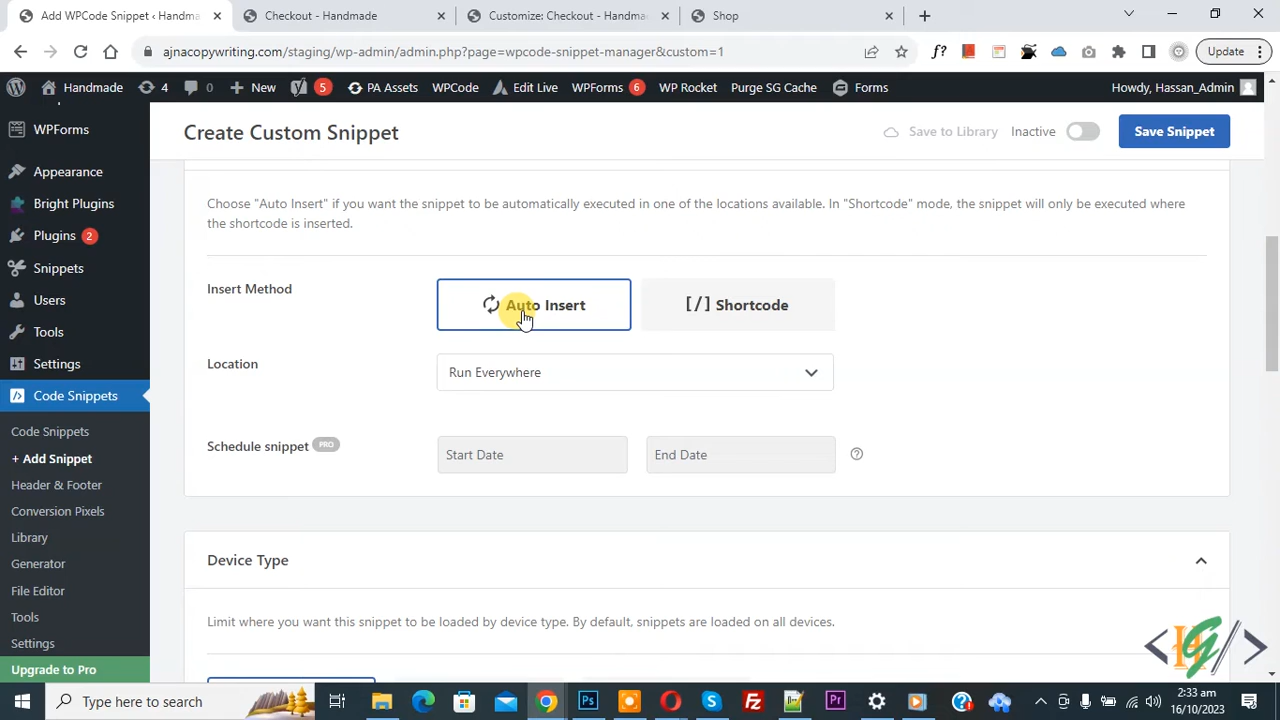 Add WPCode Snippet ‹ Handma
Checkout - Handmade
Customize: Checkout - Handma
Shop
ajnacopywriting.com/staging/wp-admin/admin.php?page=wpcode-snippet-manager&custom=1
f?
Update
Handmade
4
0
New
5
PA Assets
WPCode
Edit Live
WPForms
6
WP Rocket
Purge SG Cache
Forms
Howdy, Hassan_Admin
WPForms
Appearance
Bright Plugins
Plugins
2
Snippets
Users
Tools
Settings
Code Snippets
Code Snippets
+ Add Snippet
Header & Footer
Conversion Pixels
Library
Generator
File Editor
Tools
Settings
Upgrade to Pro
Create Custom Snippet
Save to Library
Inactive
Save Snippet
Choose "Auto Insert" if you want the snippet to be automatically executed in one of the locations available. In "Shortcode" mode, the snippet will only be executed where
the shortcode is inserted.
Insert Method
Auto Insert
[/] Shortcode
Location
Run Everywhere
Schedule snippet
PRO
Start Date
End Date
Device Type
Limit where you want this snippet to be loaded by device type. By default, snippets are loaded on all devices.
Type here to search
Ps
Pr
2:33 am
16/10/2023